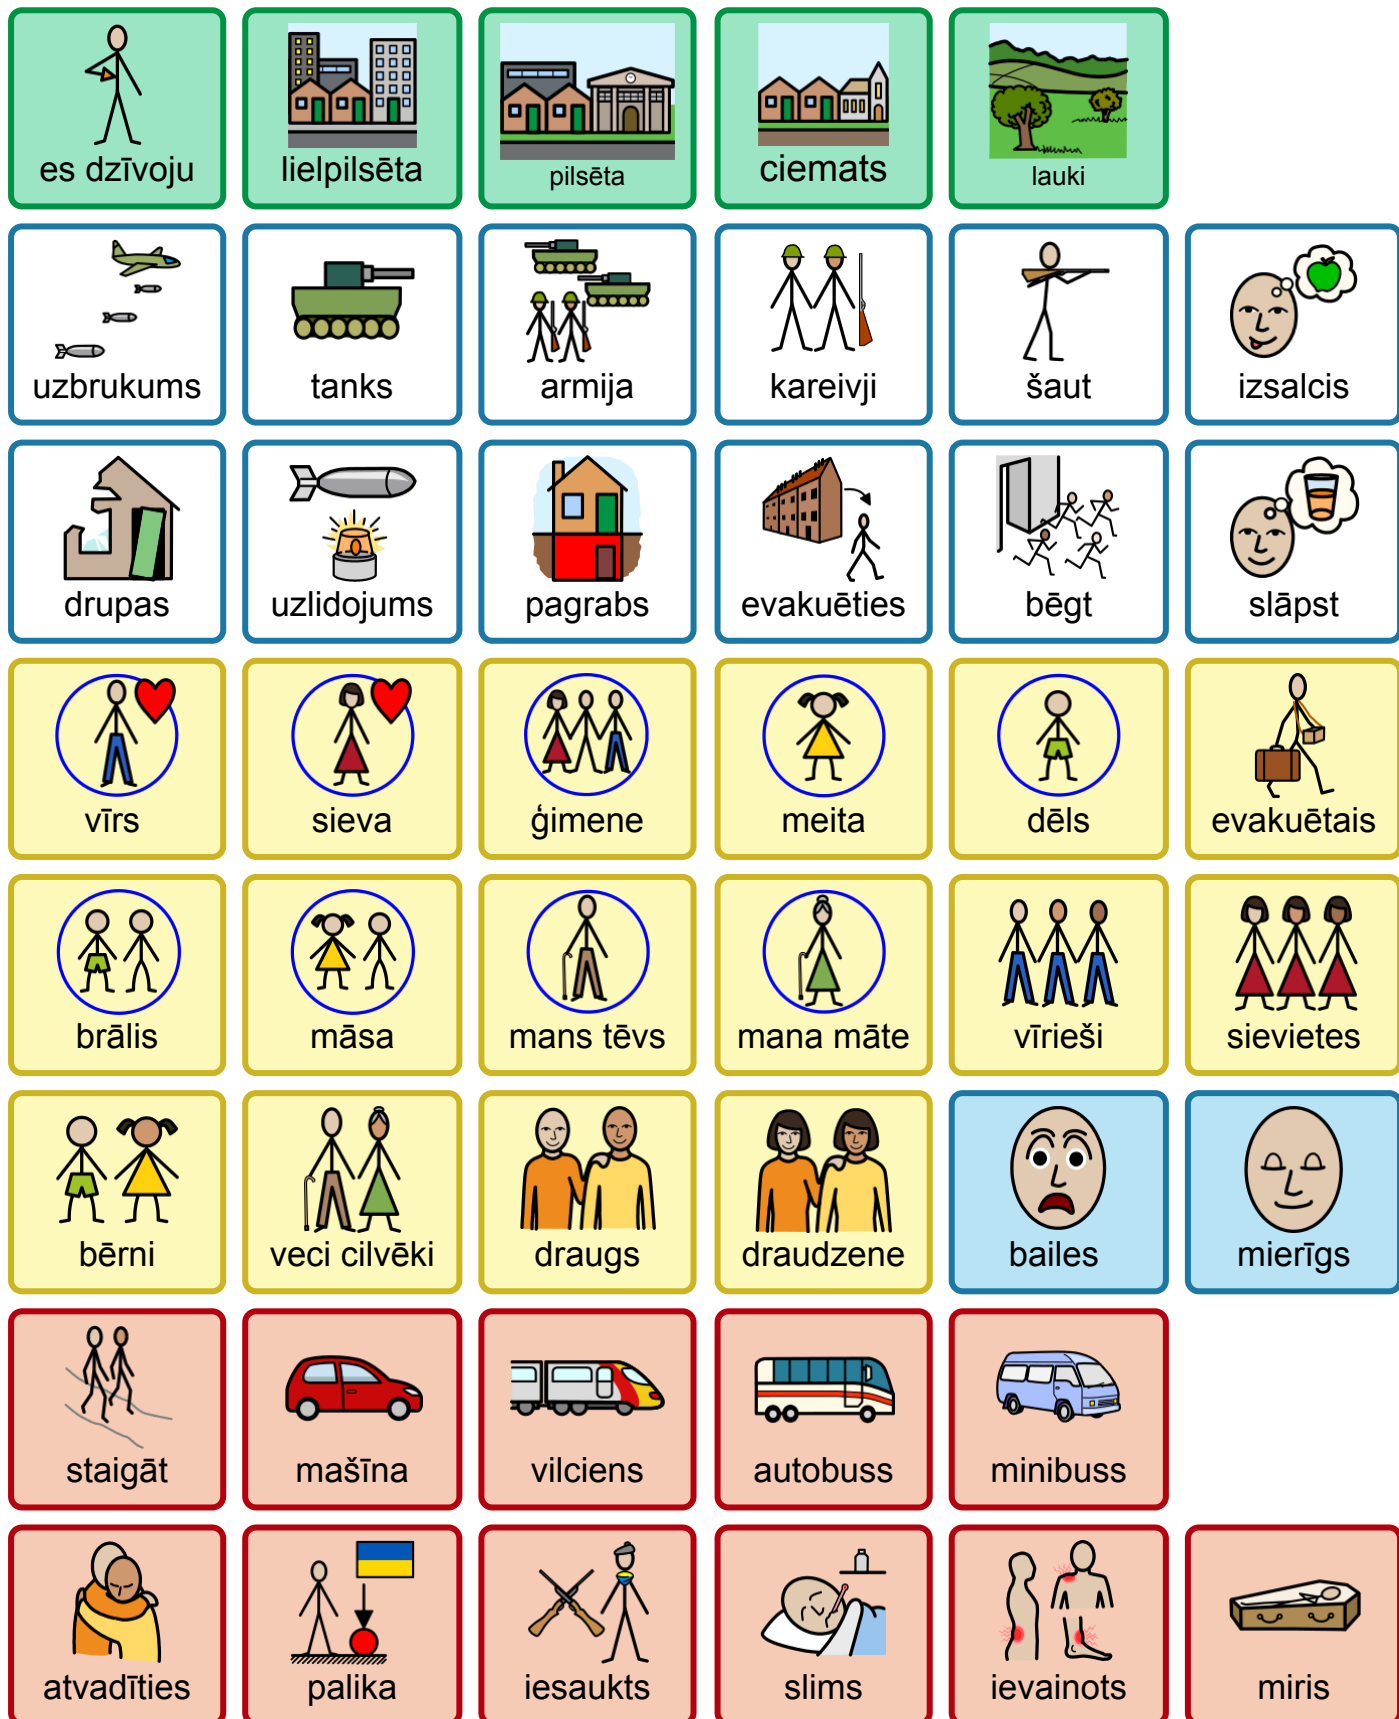 es dzīvoju
lielpilsēta
pilsēta
ciemats
lauki
uzbrukums
tanks
armija
kareivji
šaut
izsalcis
drupas
uzlidojums
pagrabs
evakuēties
bēgt
slāpst
vīrs
sieva
ģimene
meita
dēls
evakuētais
brālis
māsa
mans tēvs
mana māte
vīrieši
sievietes
bērni
veci cilvēki
draugs
draudzene
bailes
mierīgs
staigāt
mašīna
vilciens
autobuss
minibuss
atvadīties
palika
iesaukts
slims
ievainots
miris